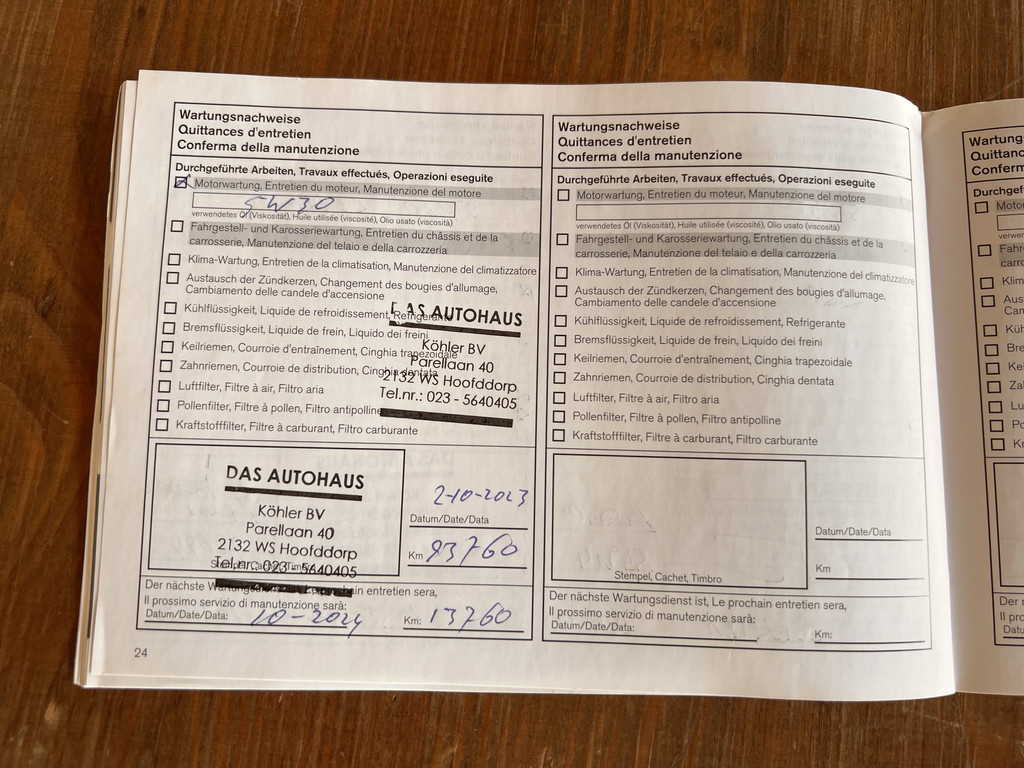 Wartungsnachweise
Quittances d'entretien
Conferma della manutenzione
Durchgeführte Arbeiten, Travaux effectués, Operazioni eseguite
Motorwartung, Entretien du moteur, Manutenzione del motore
5W30
verwendetes Öl (Viskosität), Huile utilisée (viscosité), Olio usato (viscosità)
Fahrgestell- und Karosseriewartung, Entretien du châssis et de la
carrosserie, Manutenzione del telaio e della carrozzeria
Klima-Wartung, Entretien de la climatisation, Manutenzione del climatizzatore
Austausch der Zündkerzen, Changement des bougies d'allumage,
Cambiamento delle candele d'accensione
Kühlflüssigkeit, Liquide de refroidissement, Refrigerante
Bremsflüssigkeit, Liquide de frein, Liquido dei freini
Keilriemen, Courroie d'entraînement, Cinghia trapezoidale
Zahnriemen, Courroie de distribution, Cinghia dentata
Luftfilter, Filtre à air, Filtro aria
Pollenfilter, Filtre à pollen, Filtro antipolline
Kraftstofffilter, Filtre à carburant, Filtro carburante
DAS AUTOHAUS
Köhler BV
Parellaan 40
2132 WS Hoofddorp
Tel.nr.: 023 - 5640405
DAS AUTOHAUS
Köhler BV
Parellaan 40
2132 WS Hoofddorp
Tel.nr.: 023 - 5640405
2-10-2023
Datum/Date/Data
Km 93760
Der nächste Wartungsdienst ist, Le prochain entretien sera,
Il prossimo servizio di manutenzione sarà:
Datum/Date/Data: 10-2024 Km: 13760
24
Wartungsnachweise
Quittances d'entretien
Conferma della manutenzione
Durchgeführte Arbeiten, Travaux effectués, Operazioni eseguite
Motorwartung, Entretien du moteur, Manutenzione del motore
verwendetes Öl (Viskosität), Huile utilisée (viscosité), Olio usato (viscosità)
Fahrgestell- und Karosseriewartung, Entretien du châssis et de la
carrosserie, Manutenzione del telaio e della carrozzeria
Klima-Wartung, Entretien de la climatisation, Manutenzione del climatizzatore
Austausch der Zündkerzen, Changement des bougies d'allumage,
Cambiamento delle candele d'accensione
Kühlflüssigkeit, Liquide de refroidissement, Refrigerante
Bremsflüssigkeit, Liquide de frein, Liquido dei freini
Keilriemen, Courroie d'entraînement, Cinghia trapezoidale
Zahnriemen, Courroie de distribution, Cinghia dentata
Luftfilter, Filtre à air, Filtro aria
Pollenfilter, Filtre à pollen, Filtro antipolline
Kraftstofffilter, Filtre à carburant, Filtro carburante
Stempel, Cachet, Timbro
Datum/Date/Data
Km
Der nächste Wartungsdienst ist, Le prochain entretien sera,
Il prossimo servizio di manutenzione sarà:
Datum/Date/Data: Km: